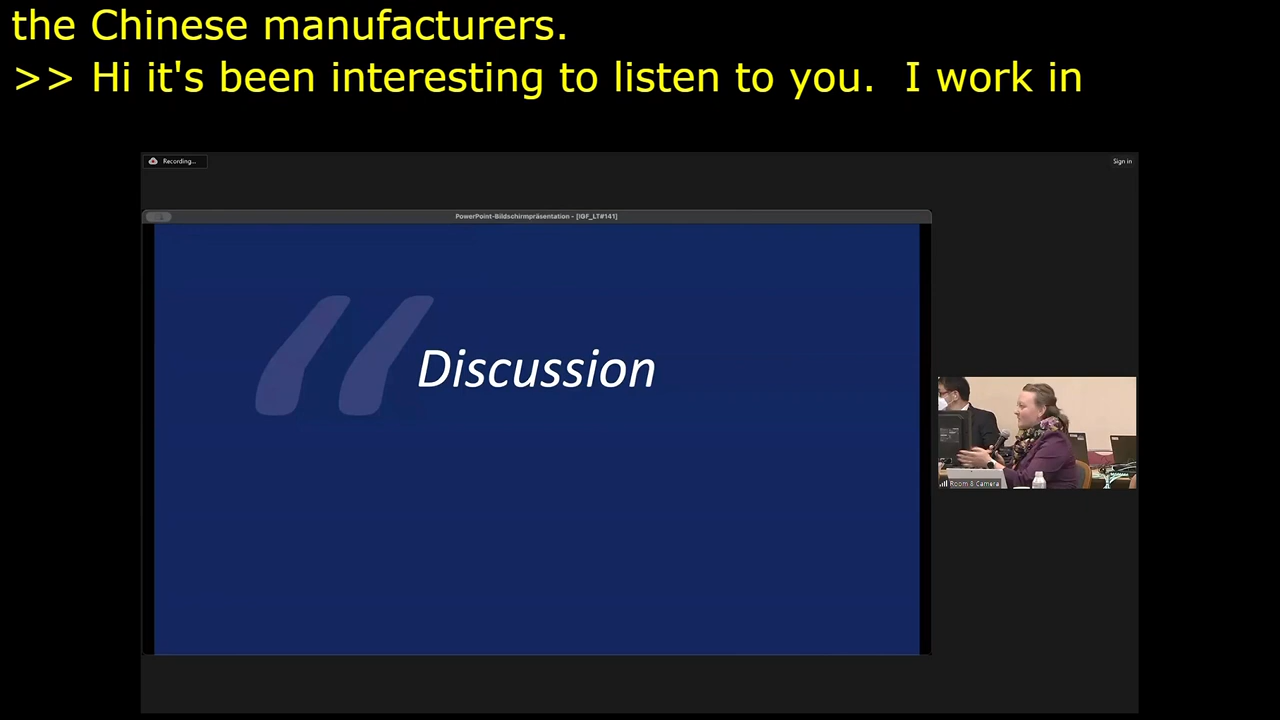 the Chinese manufacturers.
>> Hi it's been interesting to listen to you.  I work in
Recording...
Sign in
PowerPoint-Bildschirmpräsentation - [IGF_LT#141]
“
Discussion
Room 8 Camera